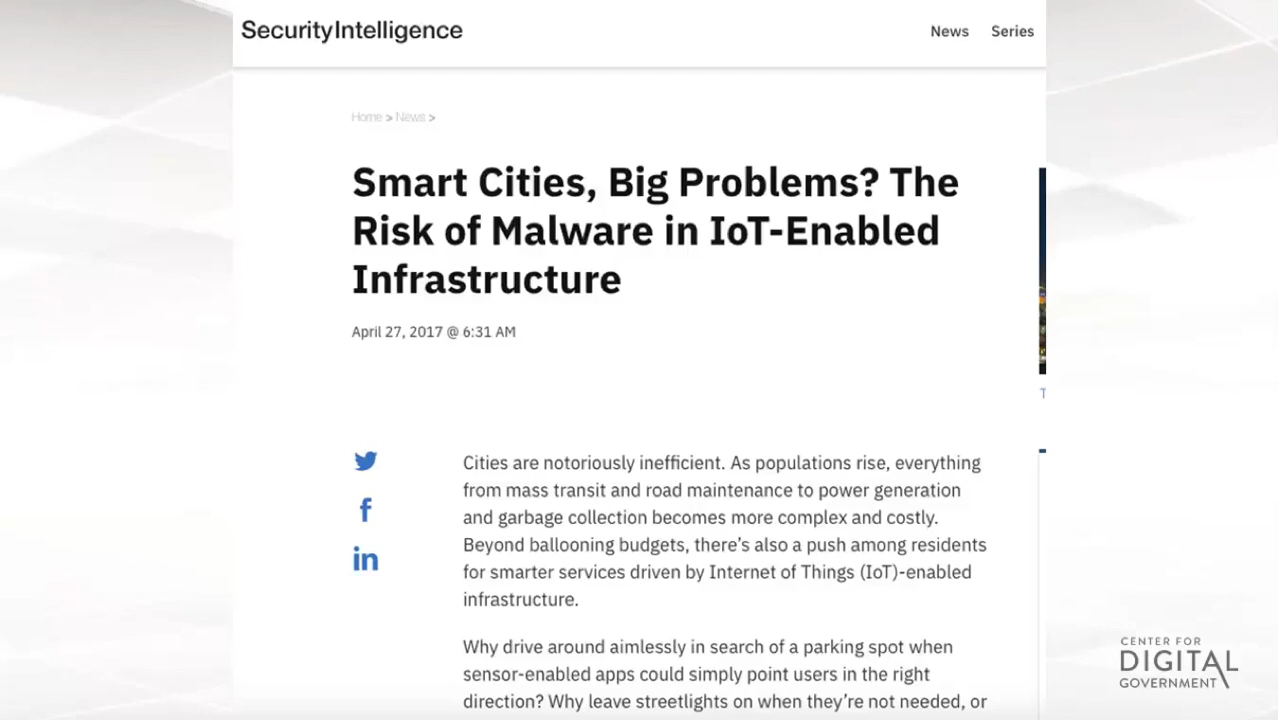 SecurityIntelligence
News Series
Home > News >
Smart Cities, Big Problems? The
Risk of Malware in IoT-Enabled
Infrastructure
April 27, 2017 @ 6:31 AM
Cities are notoriously inefficient. As populations rise, everything
from mass transit and road maintenance to power generation
and garbage collection becomes more complex and costly.
Beyond ballooning budgets, there’s also a push among residents
for smarter services driven by Internet of Things (IoT)-enabled
infrastructure.
Why drive around aimlessly in search of a parking spot when
sensor-enabled apps could simply point users in the right
direction? Why leave streetlights on when they’re not needed, or
CENTER FOR
DIGITAL
GOVERNMENT